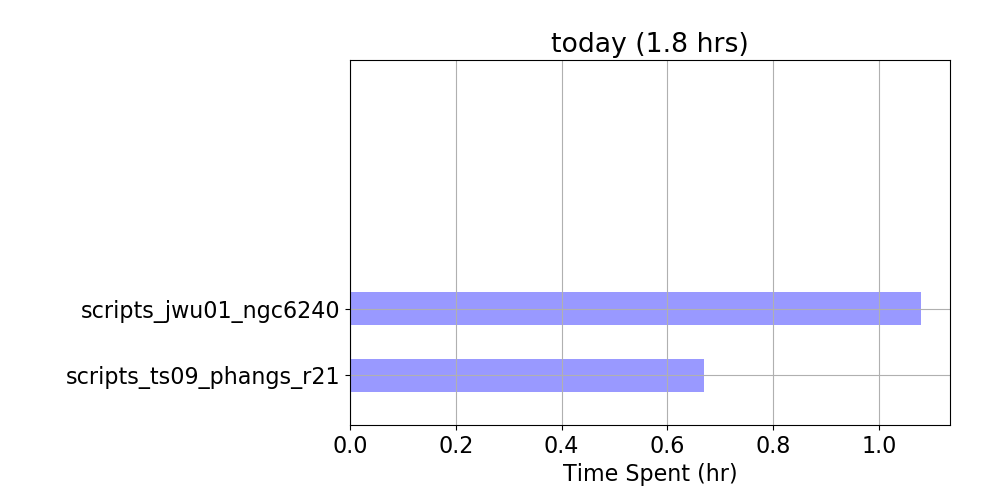 today (1.8 hrs)
scripts_jwu01_ngc6240
scripts_ts09_phangs_r21
0.0 0.2 0.4 0.6 0.8 1.0
Time Spent (hr)